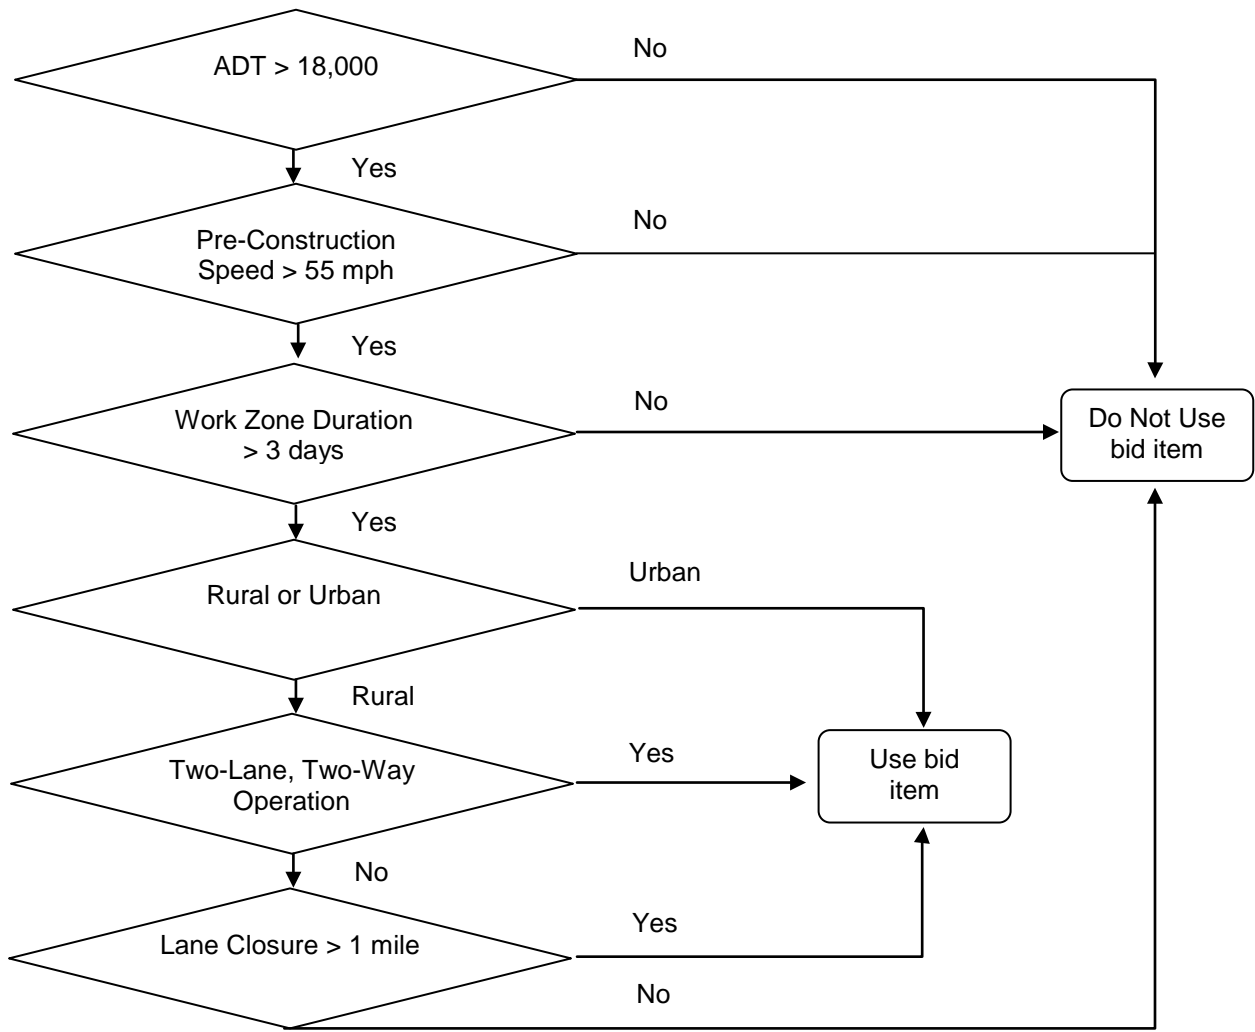 No
ADT > 18,000
Yes
No
Pre-Construction
Speed > 55 mph
Yes
No
Work Zone Duration
> 3 days
Do Not Use
bid item
Yes
Urban
Rural or Urban
Rural
Yes
Two-Lane, Two-Way
Operation
Use bid
item
No
Yes
Lane Closure > 1 mile
No